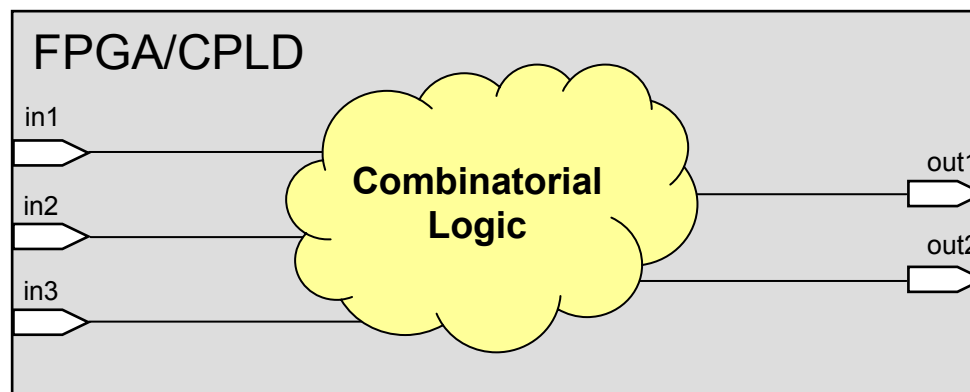 FPGA/CPLD
in1
in2
in3
Combinatorial
Logic
out1
out2